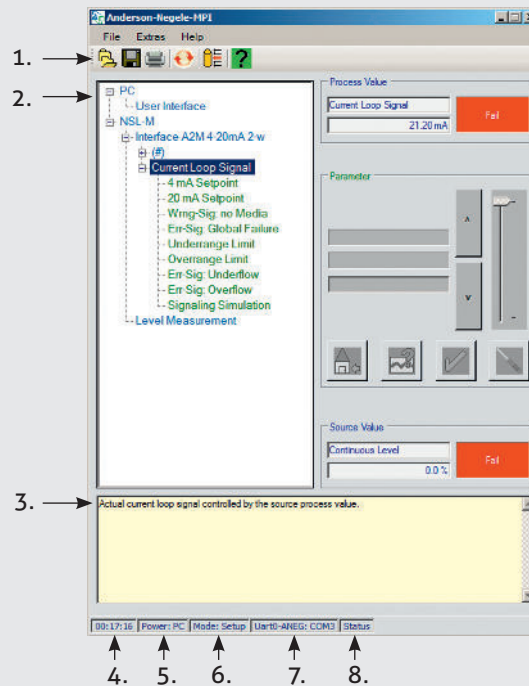 Anderson-Negele-MPI
File Extras Help
1.
2.
PC
User Interface
NSL-M
Interface A2M 4-20mA 2-w
(#)
Current Loop Signal
4 mA Setpoint
20 mA Setpoint
Wrng-Sig: no Media
Err-Sig: Global Failure
Underrange Limit
Overrange Limit
Err-Sig: Underflow
Err-Sig: Overflow
Signaling Simulation
Level Measurement
Process Value
Current Loop Signal
21.20 mA
Fail
Parameter
Source Value
Continuous Level
0.0 %
Fail
3.
Actual current loop signal controlled by the source process value.
00:17:16 Power: PC Mode: Setup Uart0-ANEG: COM3 Status
4. 5. 6. 7. 8.